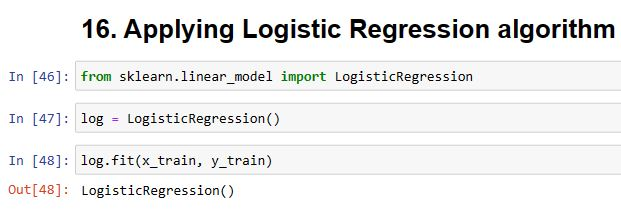 16. Applying Logistic Regression algorithm
In [46]: from sklearn.linear_model import LogisticRegression
In [47]: log = LogisticRegression()
In [48]: log.fit(x_train, y_train)
Out[48]: LogisticRegression()